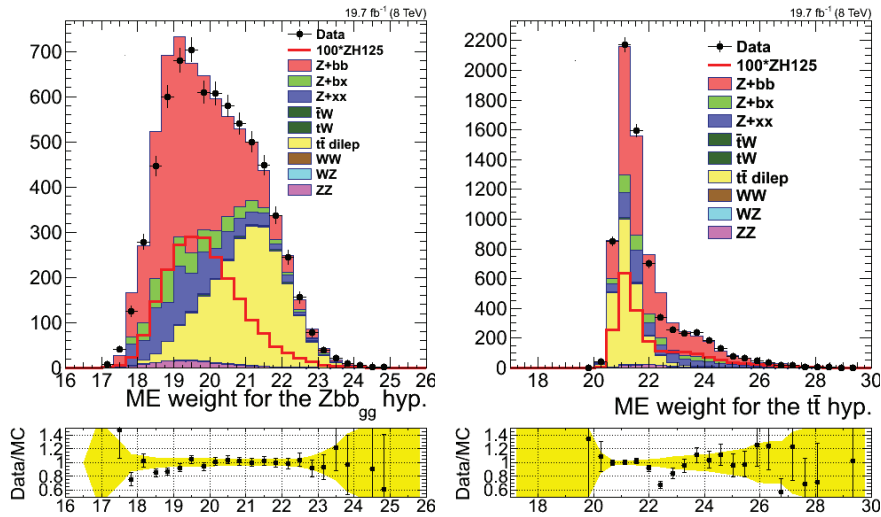 19.7 fb⁻¹ (8 TeV)
700
600
500
400
300
200
100
0
Data
100*ZH125
Z+bb
Z+bx
Z+xx
t̄W
tW
tt̄ dilep
WW
WZ
ZZ
16 17 18 19 20 21 22 23 24 25 26
ME weight for the Zbb_gg hyp.
Data/MC
1.4
1.2
1
0.8
0.6
16 17 18 19 20 21 22 23 24 25 26
19.7 fb⁻¹ (8 TeV)
2200
2000
1800
1600
1400
1200
1000
800
600
400
200
0
Data
100*ZH125
Z+bb
Z+bx
Z+xx
t̄W
tW
tt̄ dilep
WW
WZ
ZZ
18 20 22 24 26 28 30
ME weight for the tt̄ hyp.
Data/MC
1.4
1.2
1
0.8
0.6
18 20 22 24 26 28 30